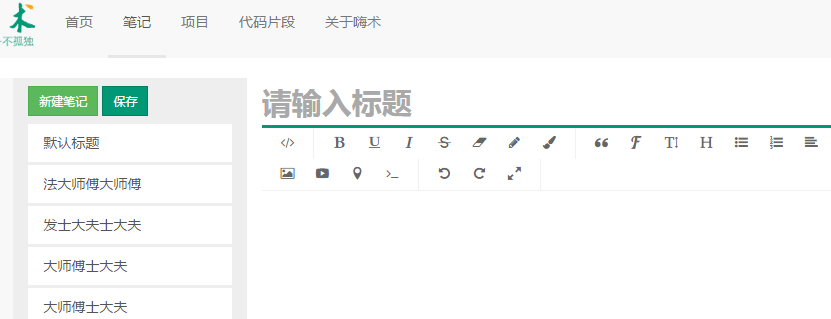 术
不孤独
首页 笔记 项目 代码片段 关于嗨术
新建笔记 保存
默认标题
法大师傅大师傅
发士大夫士大夫
大师傅士大夫
大师傅士大夫
请输入标题